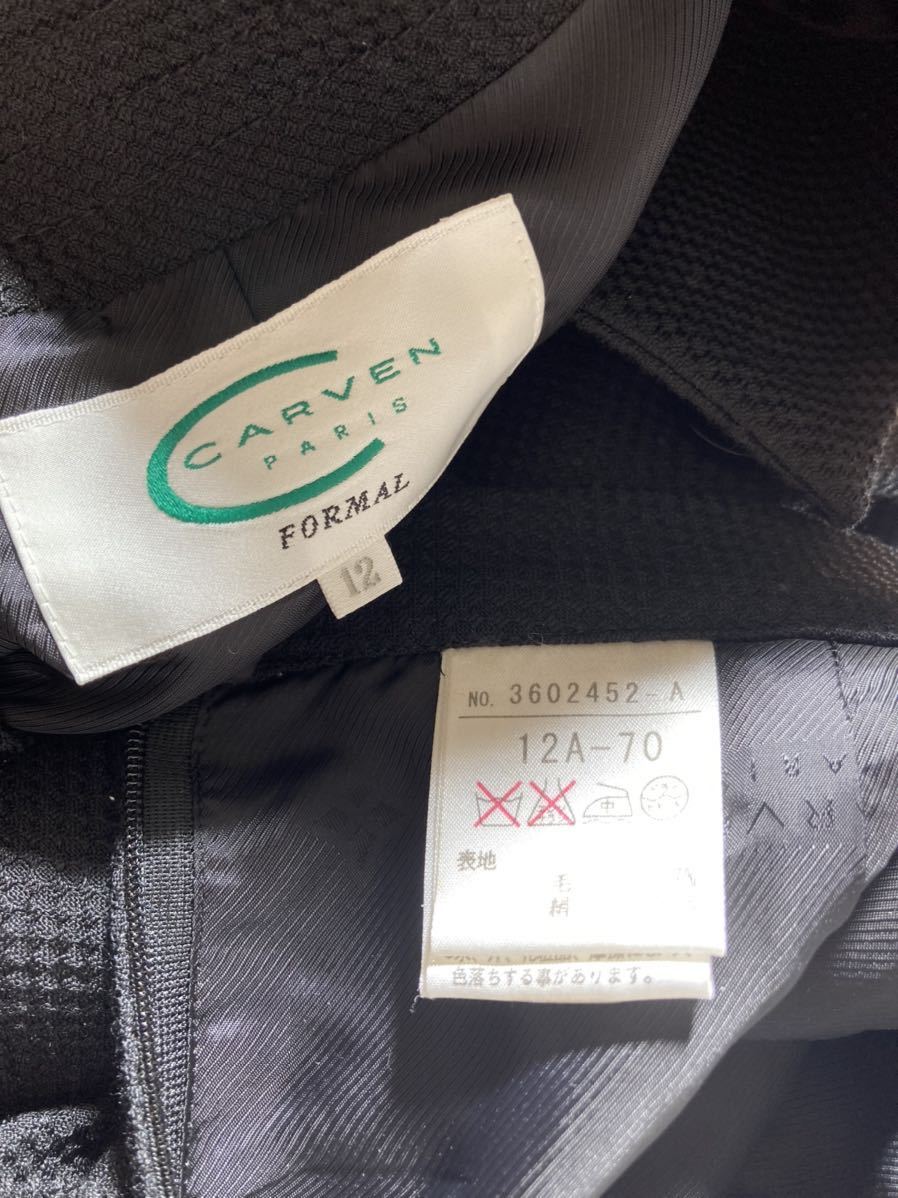 CARVEN
PARIS
FORMAL
12
NO. 3602452-A
12A-70
中
表地
毛
絹
色落ちする事があります。